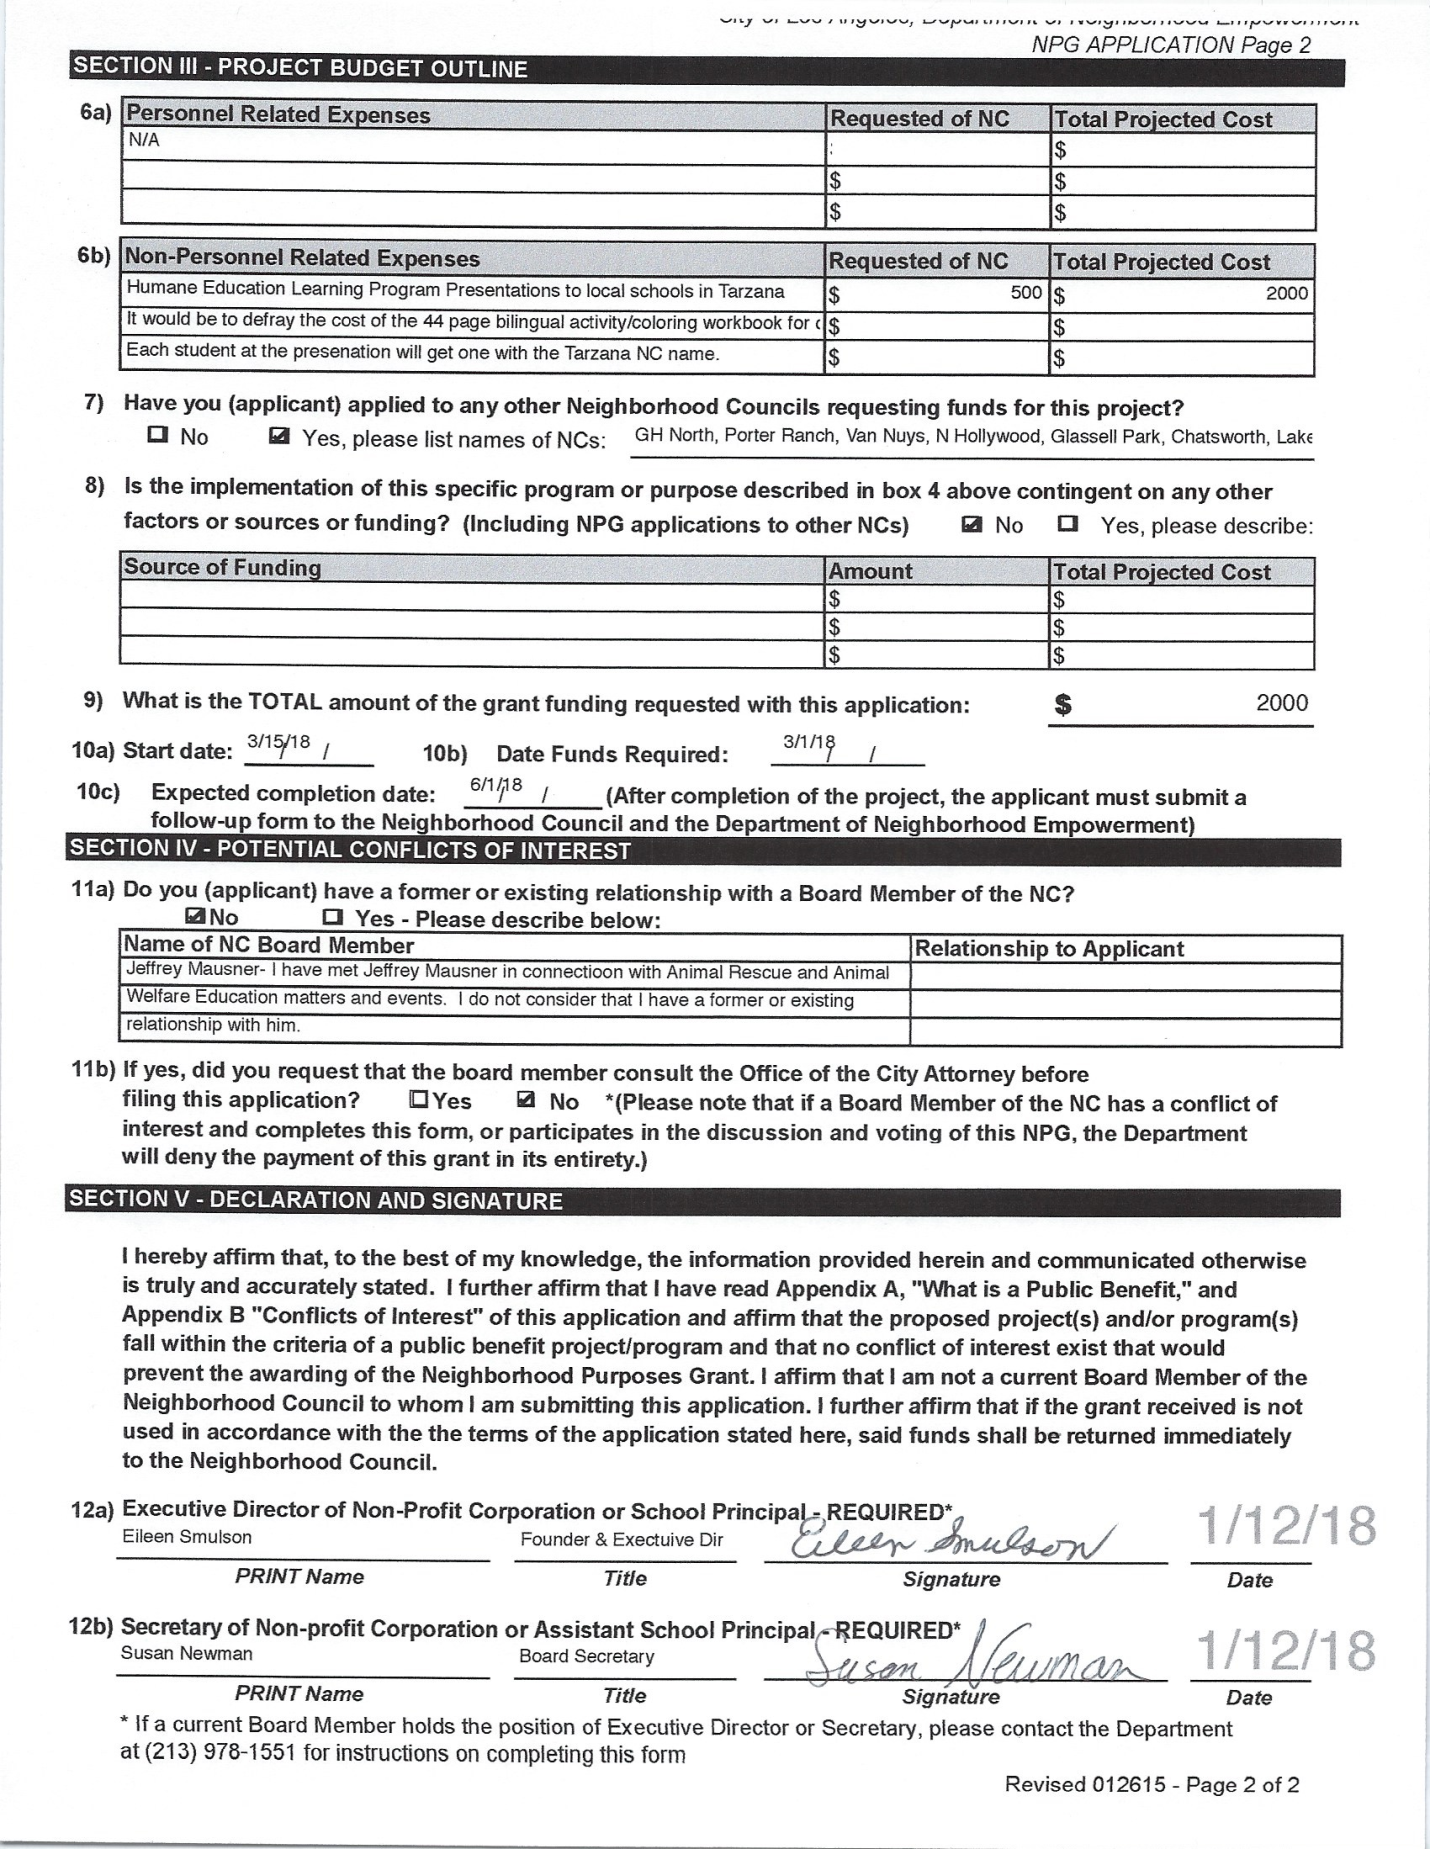 City of Los Angeles, Department of Neighborhood Empowerment
NPG APPLICATION Page 2
SECTION III - PROJECT BUDGET OUTLINE
6a) Personnel Related Expenses Requested of NC Total Projected Cost
N/A : $
$ $
$ $
6b) Non-Personnel Related Expenses Requested of NC Total Projected Cost
Humane Education Learning Program Presentations to local schools in Tarzana $ 500 $ 2000
It would be to defray the cost of the 44 page bilingual activity/coloring workbook for $ $
Each student at the presenation will get one with the Tarzana NC name. $ $
7) Have you (applicant) applied to any other Neighborhood Councils requesting funds for this project?
No Yes, please list names of NCs: GH North, Porter Ranch, Van Nuys, N Hollywood, Glassell Park, Chatsworth, Lake
8) Is the implementation of this specific program or purpose described in box 4 above contingent on any other
factors or sources or funding? (Including NPG applications to other NCs) No Yes, please describe:
Source of Funding Amount Total Projected Cost
$ $
$ $
$ $
9) What is the TOTAL amount of the grant funding requested with this application: $ 2000
10a) Start date: 3/15/18 / 10b) Date Funds Required: 3/1/18 /
10c) Expected completion date: 6/1/18 / (After completion of the project, the applicant must submit a
follow-up form to the Neighborhood Council and the Department of Neighborhood Empowerment)
SECTION IV - POTENTIAL CONFLICTS OF INTEREST
11a) Do you (applicant) have a former or existing relationship with a Board Member of the NC?
No Yes - Please describe below:
Name of NC Board Member Relationship to Applicant
Jeffrey Mausner- I have met Jeffrey Mausner in connectioon with Animal Rescue and Animal
Welfare Education matters and events. I do not consider that I have a former or existing
relationship with him.
11b) If yes, did you request that the board member consult the Office of the City Attorney before
filing this application? Yes No *(Please note that if a Board Member of the NC has a conflict of
interest and completes this form, or participates in the discussion and voting of this NPG, the Department
will deny the payment of this grant in its entirety.)
SECTION V - DECLARATION AND SIGNATURE
I hereby affirm that, to the best of my knowledge, the information provided herein and communicated otherwise
is truly and accurately stated. I further affirm that I have read Appendix A, "What is a Public Benefit," and
Appendix B "Conflicts of Interest" of this application and affirm that the proposed project(s) and/or program(s)
fall within the criteria of a public benefit project/program and that no conflict of interest exist that would
prevent the awarding of the Neighborhood Purposes Grant. I affirm that I am not a current Board Member of the
Neighborhood Council to whom I am submitting this application. I further affirm that if the grant received is not
used in accordance with the the terms of the application stated here, said funds shall be returned immediately
to the Neighborhood Council.
12a) Executive Director of Non-Profit Corporation or School Principal - REQUIRED*
Eileen Smulson Founder & Exectuive Dir Eileen Smulson 1/12/18
PRINT Name Title Signature Date
12b) Secretary of Non-profit Corporation or Assistant School Principal - REQUIRED*
Susan Newman Board Secretary Susan Newman 1/12/18
PRINT Name Title Signature Date
* If a current Board Member holds the position of Executive Director or Secretary, please contact the Department
at (213) 978-1551 for instructions on completing this form
Revised 012615 - Page 2 of 2